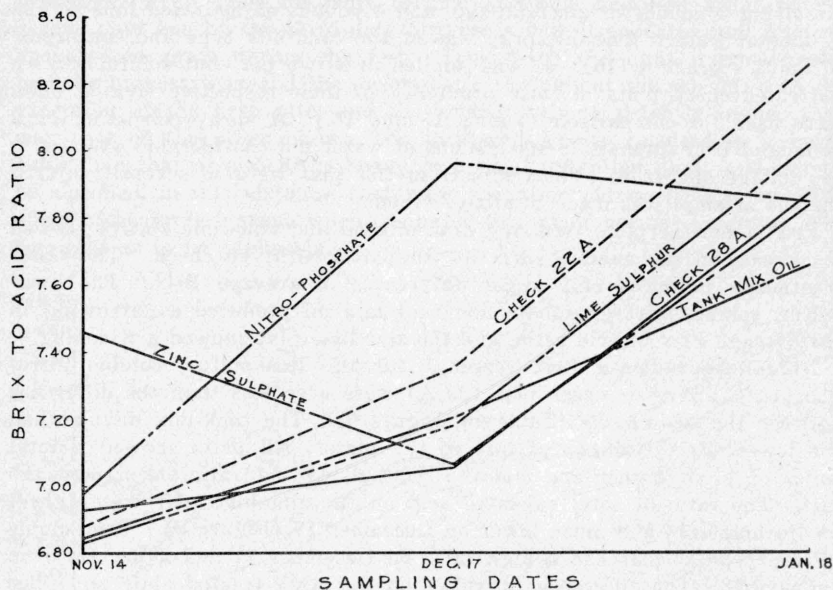 8.40
8.20
8.00
7.80
7.60
7.40
7.20
7.00
6.80
BRIX TO ACID RATIO
ZINC SULPHATE
NITRO-PHOSPHATE
CHECK 22 A
LIME SULPHUR
CHECK 28 A
TANK-MIX OIL
NOV. 14
DEC. 17
JAN. 18
SAMPLING DATES